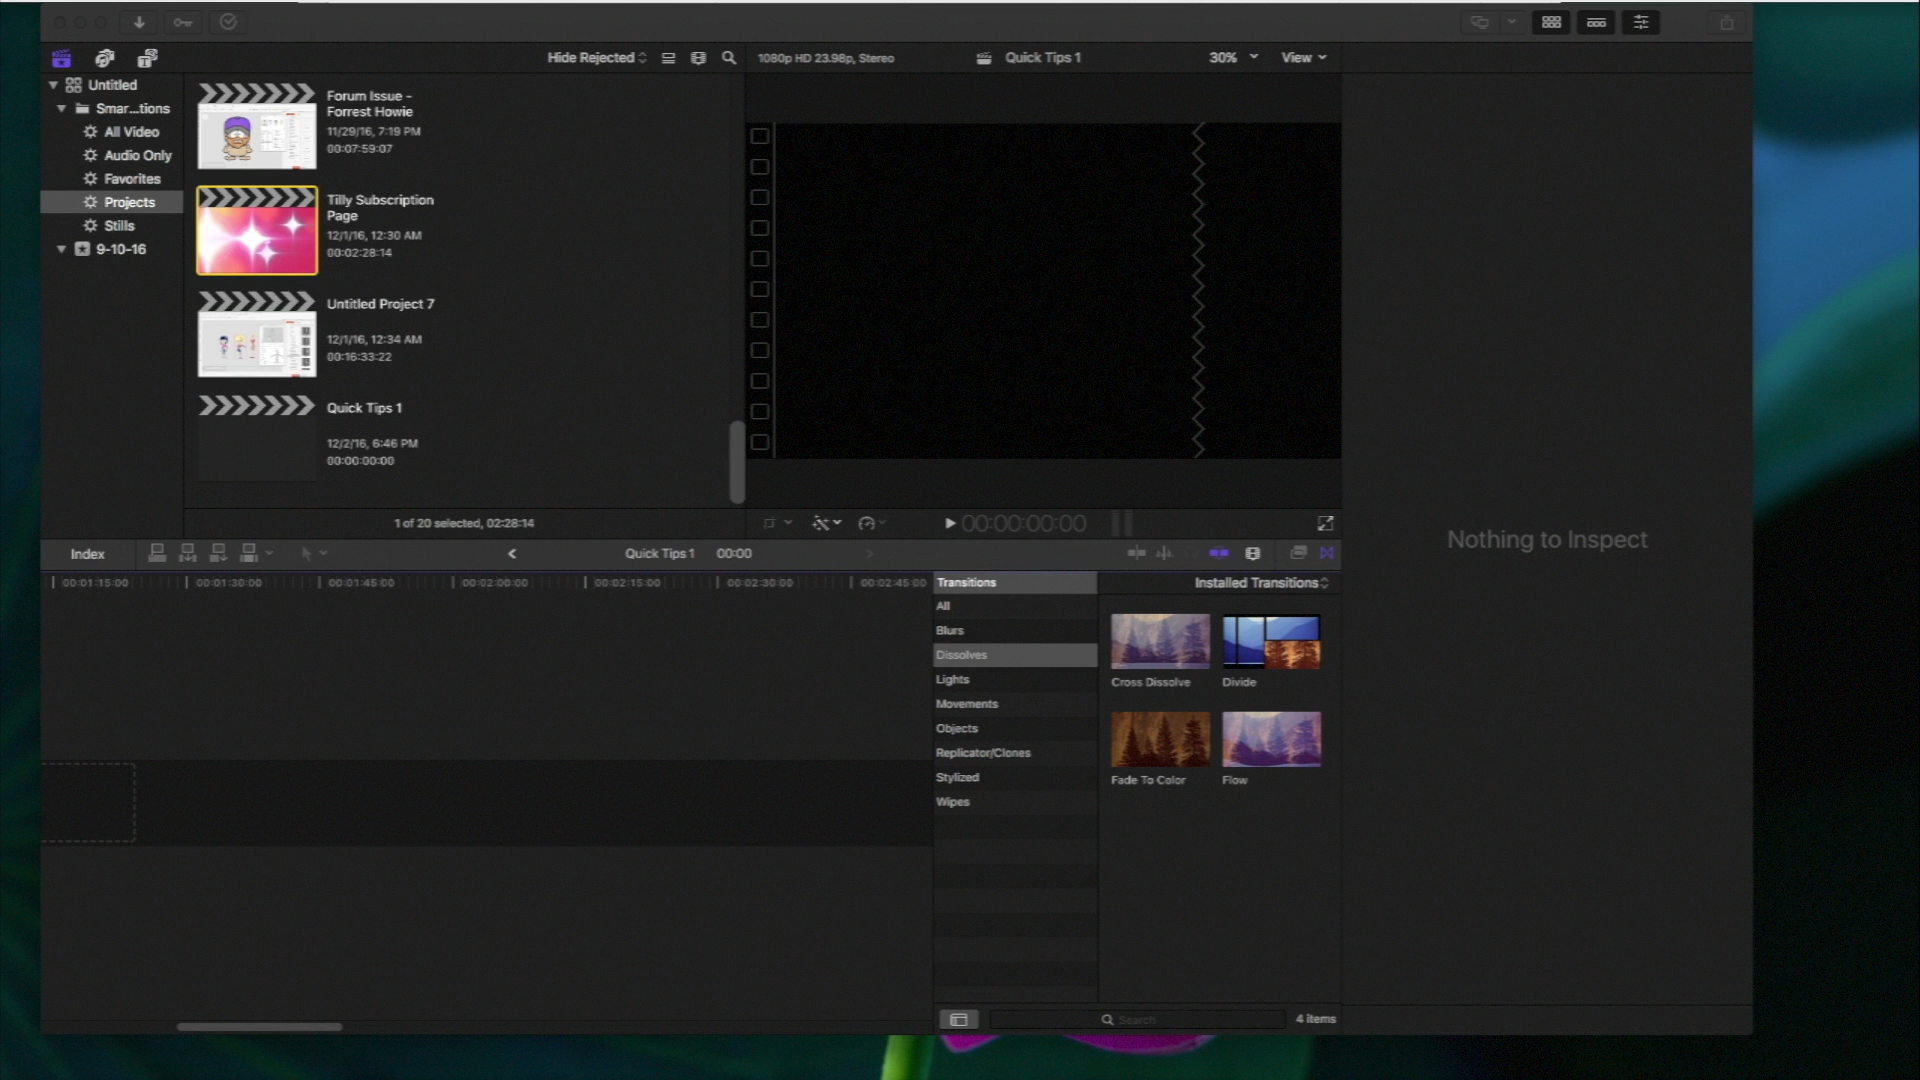 Hide Rejected
1080p HD 23.98p, Stereo
Quick Tips 1
30%
View
Untitled
Smar...tions
All Video
Audio Only
Favorites
Projects
Stills
9-10-16
Forum Issue -
Forrest Howie
11/29/16, 7:19 PM
00:07:59:07
Tilly Subscription
Page
12/1/16, 12:30 AM
00:02:28:14
Untitled Project 7
12/1/16, 12:34 AM
00:16:33:22
Quick Tips 1
12/2/16, 6:46 PM
00:00:00:00
1 of 20 selected, 02:28:14
00:00:00:00
Nothing to Inspect
Index
Quick Tips 1
00:00
00:01:15:00
00:01:30:00
00:01:45:00
00:02:00:00
00:02:15:00
00:02:30:00
00:02:45:00
Transitions
Installed Transitions
All
Blurs
Dissolves
Lights
Movements
Objects
Replicator/Clones
Stylized
Wipes
Cross Dissolve
Divide
Fade To Color
Flow
Search
4 items